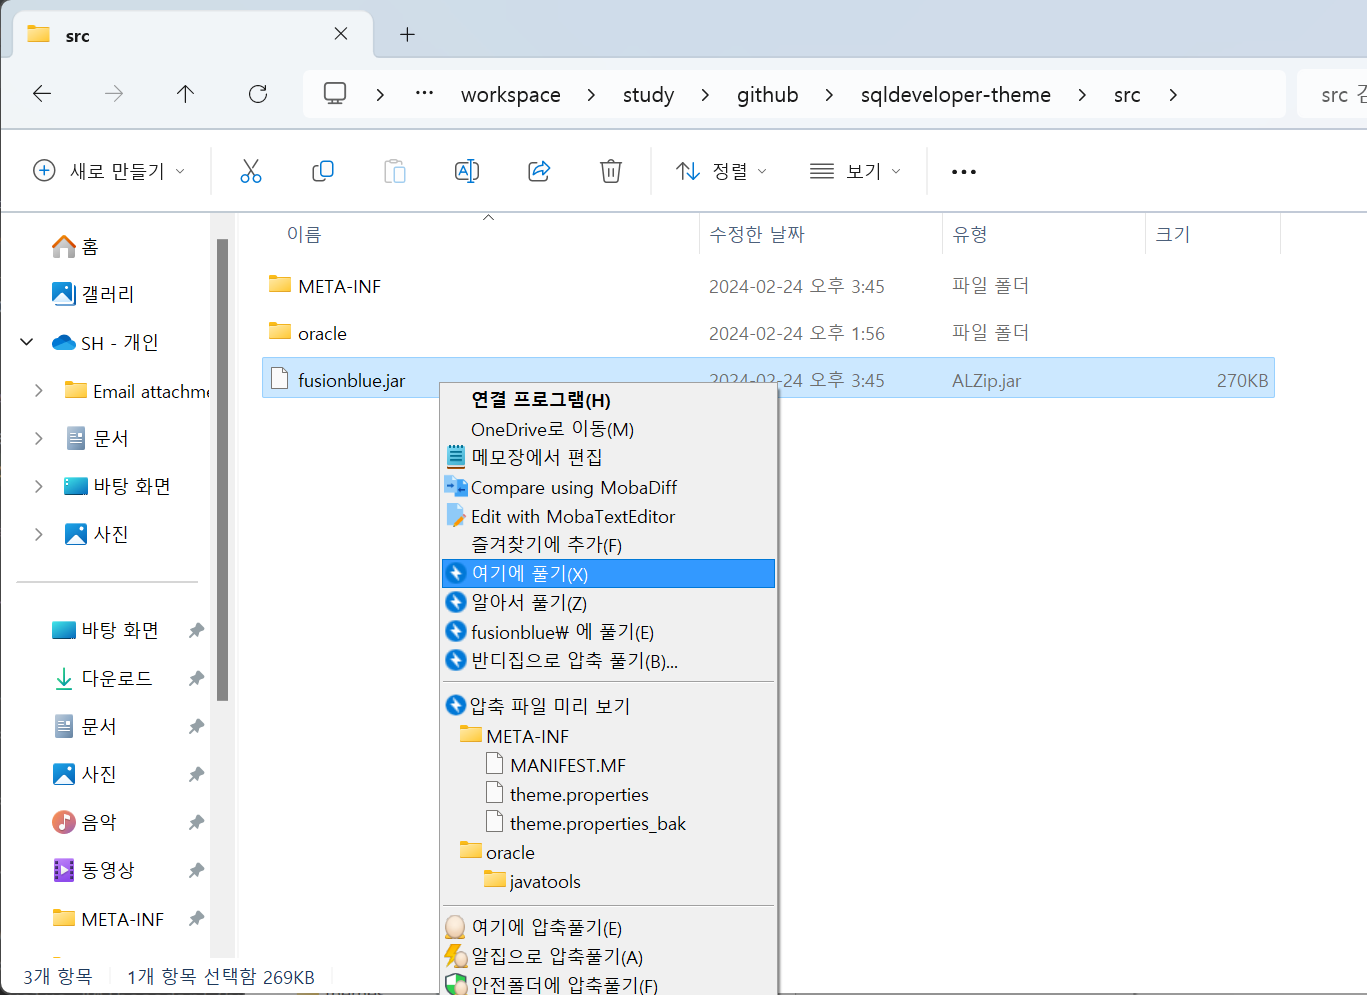 src
workspace
study
github
sqldeveloper-theme
src
src
새로 만들기
정렬
보기
이름
수정한 날짜
유형
크기
META-INF
2024-02-24 오후 3:45
파일 폴더
oracle
2024-02-24 오후 1:56
파일 폴더
fusionblue.jar
2024-02-24 오후 3:45
ALZip.jar
270KB
홈
갤러리
SH - 개인
Email attachme
문서
바탕 화면
사진
바탕 화면
다운로드
문서
사진
음악
동영상
META-INF
연결 프로그램(H)
OneDrive로 이동(M)
메모장에서 편집
Compare using MobaDiff
Edit with MobaTextEditor
즐겨찾기에 추가(F)
여기에 풀기(X)
알아서 풀기(Z)
fusionblue₩ 에 풀기(E)
반디집으로 압축 풀기(B)...
압축 파일 미리 보기
META-INF
MANIFEST.MF
theme.properties
theme.properties_bak
oracle
javatools
여기에 압축풀기(E)
알집으로 압축풀기(A)
안전폴더에 압축풀기(F)
3개 항목
1개 항목 선택함 269KB